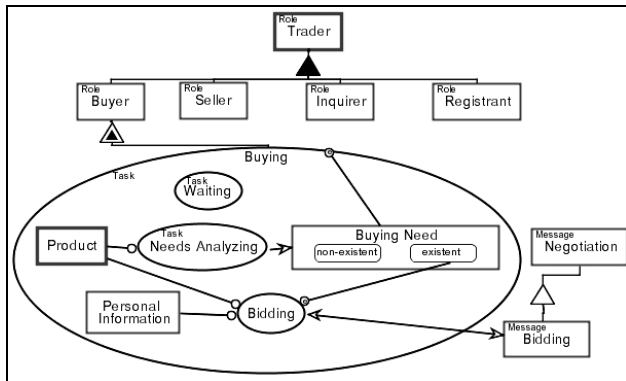 Role
Trader
Role
Buyer
Role
Seller
Role
Inquirer
Role
Registrant
Buying
Task
Task
Waiting
Product
Task
Needs Analyzing
Buying Need
non-existent
existent
Message
Negotiation
Personal
Information
Bidding
Message
Bidding